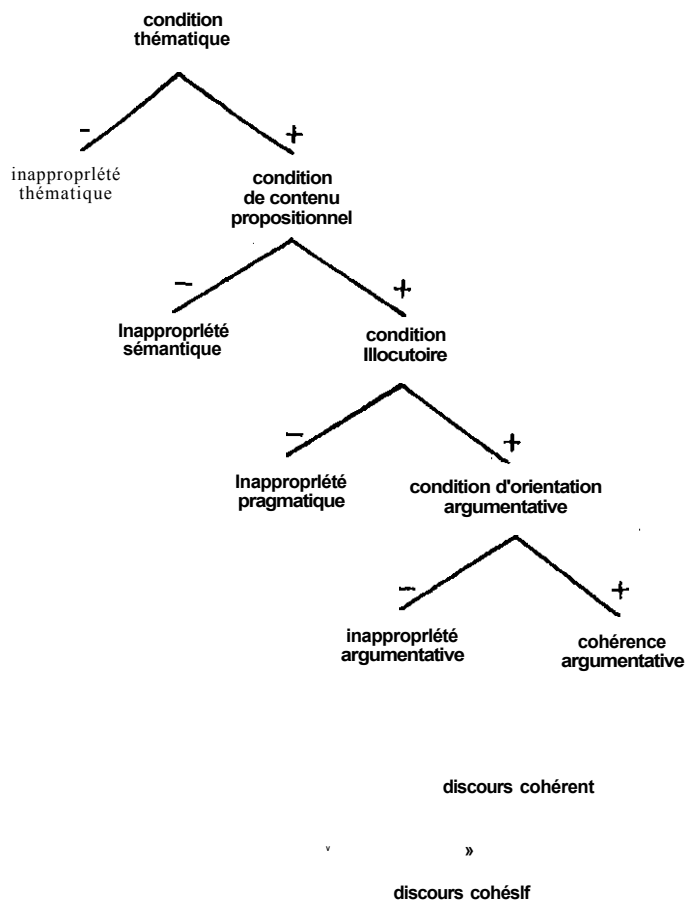 condition
thématique
- +
inapproprlété
thématique
condition
de contenu
propositionnel
- +
Inapproprlété
sémantique
condition
Illocutoire
- +
Inapproprlété
pragmatique
condition d'orientation
argumentative
- +
inapproprlété
argumentative
cohérence
argumentative
discours cohérent
v »
discours cohéslf